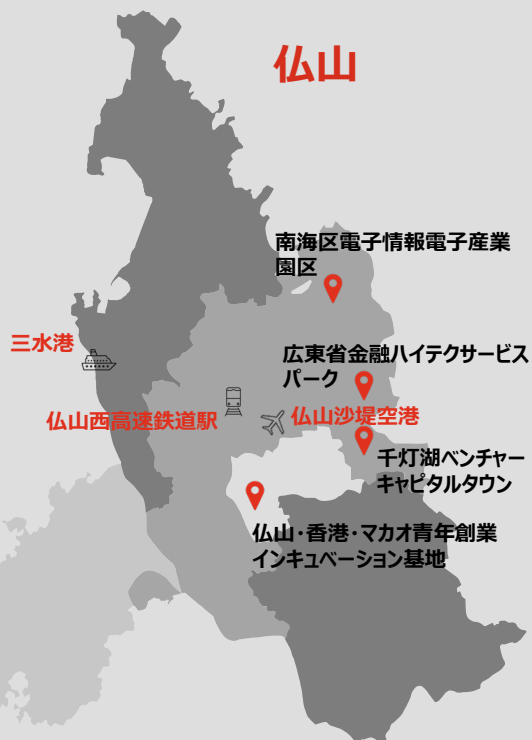 仏山
南海区電子情報電子産業
園区
三水港
広東省金融ハイテクサービス
パーク
仏山西高速鉄道駅
仏山沙堤空港
千灯湖ベンチャー
キャピタルタウン
仏山・香港・マカオ青年創業
インキュベーション基地